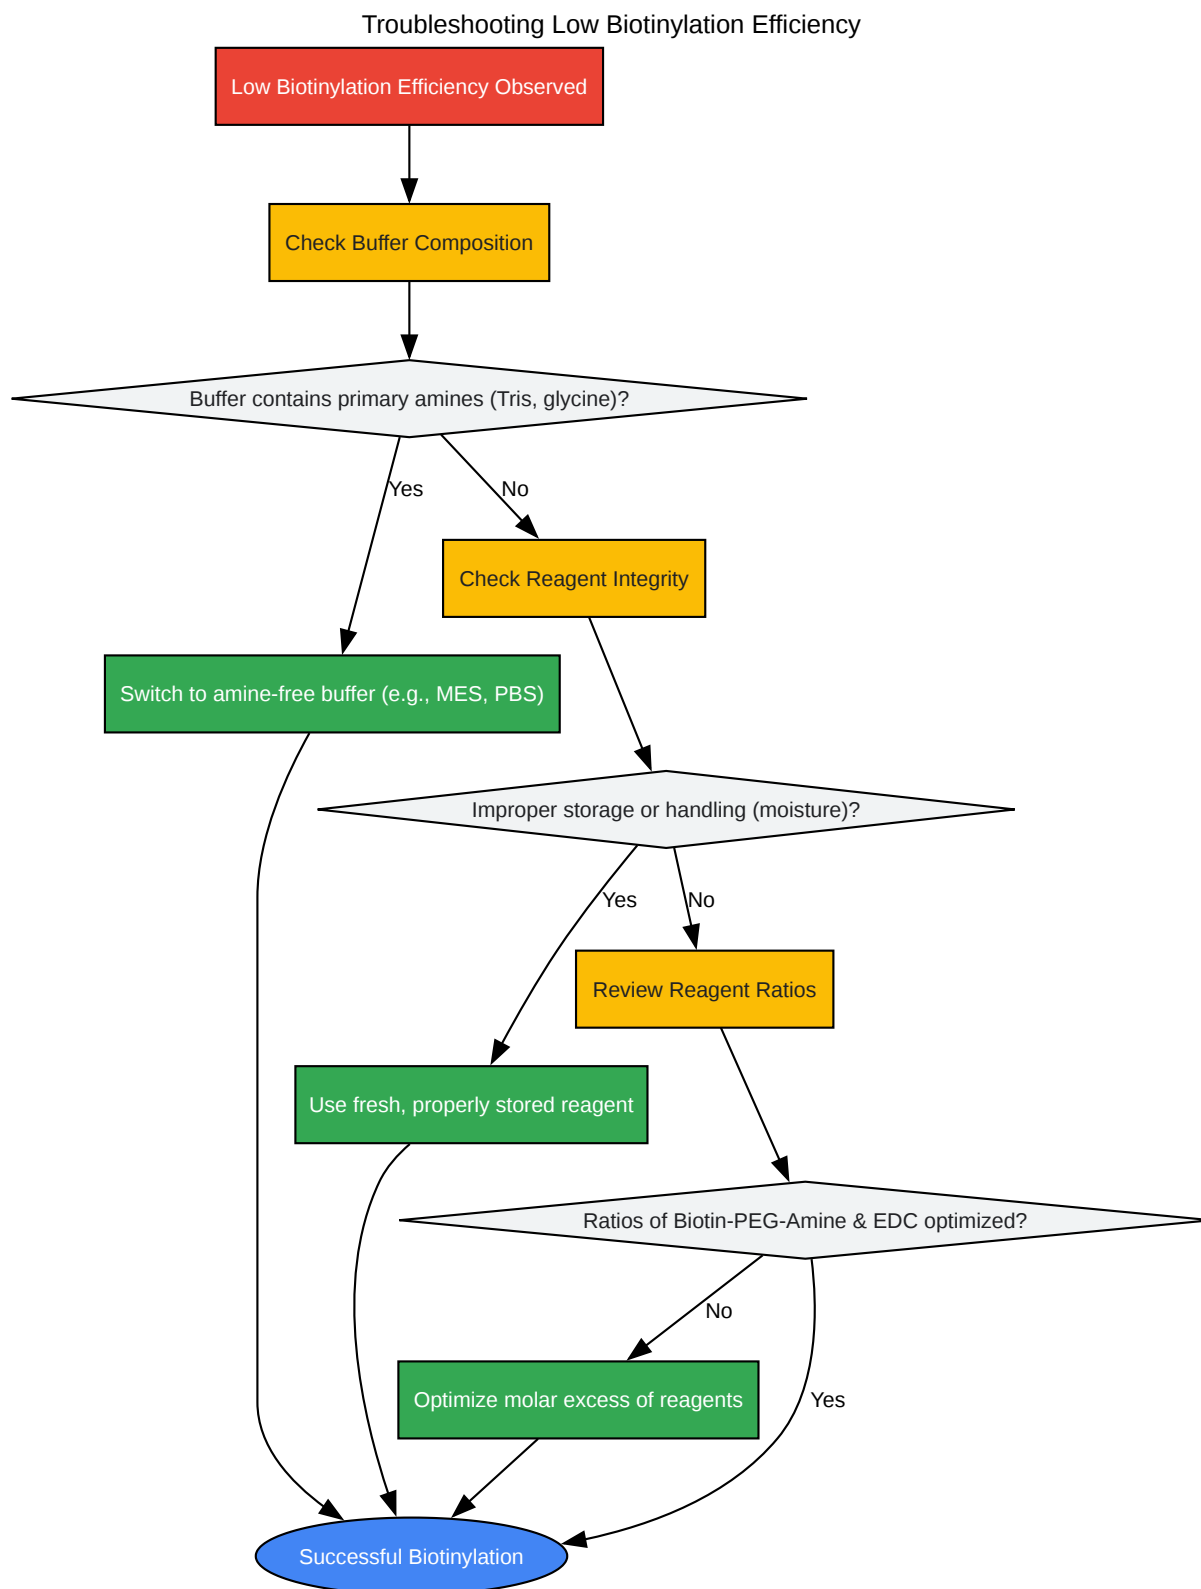 Troubleshooting Low Biotinylation Efficiency
Low Biotinylation Efficiency Observed
Check Buffer Composition
Buffer contains primary amines (Tris, glycine)?
Yes
No
Check Reagent Integrity
Switch to amine-free buffer (e.g., MES, PBS)
Improper storage or handling (moisture)?
Yes
No
Review Reagent Ratios
Use fresh, properly stored reagent
Ratios of Biotin-PEG-Amine & EDC optimized?
No
Optimize molar excess of reagents
Yes
Successful Biotinylation